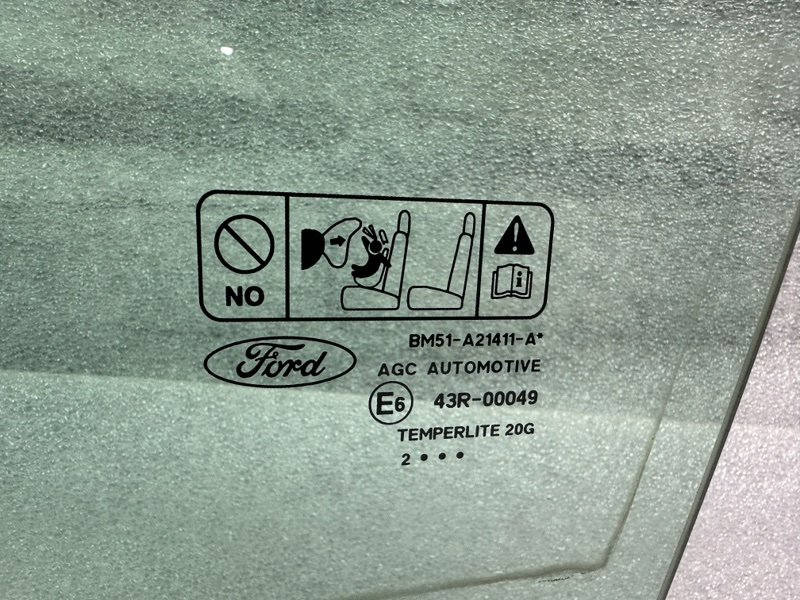 NO
i
BM51-A21411-A*
Ford
AGC AUTOMOTIVE
E6 43R-00049
TEMPERLITE 20G
2 • • •